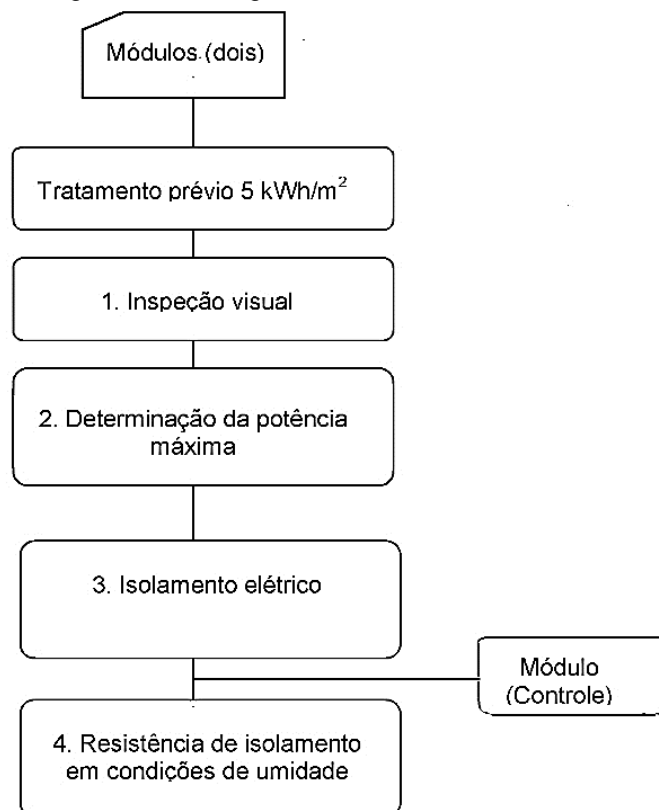 Módulos (dois)
Tratamento prévio 5 kWh/m²
1. Inspeção visual
2. Determinação da potência
máxima
3. Isolamento elétrico
Módulo
(Controle)
4. Resistência de isolamento
em condições de umidade